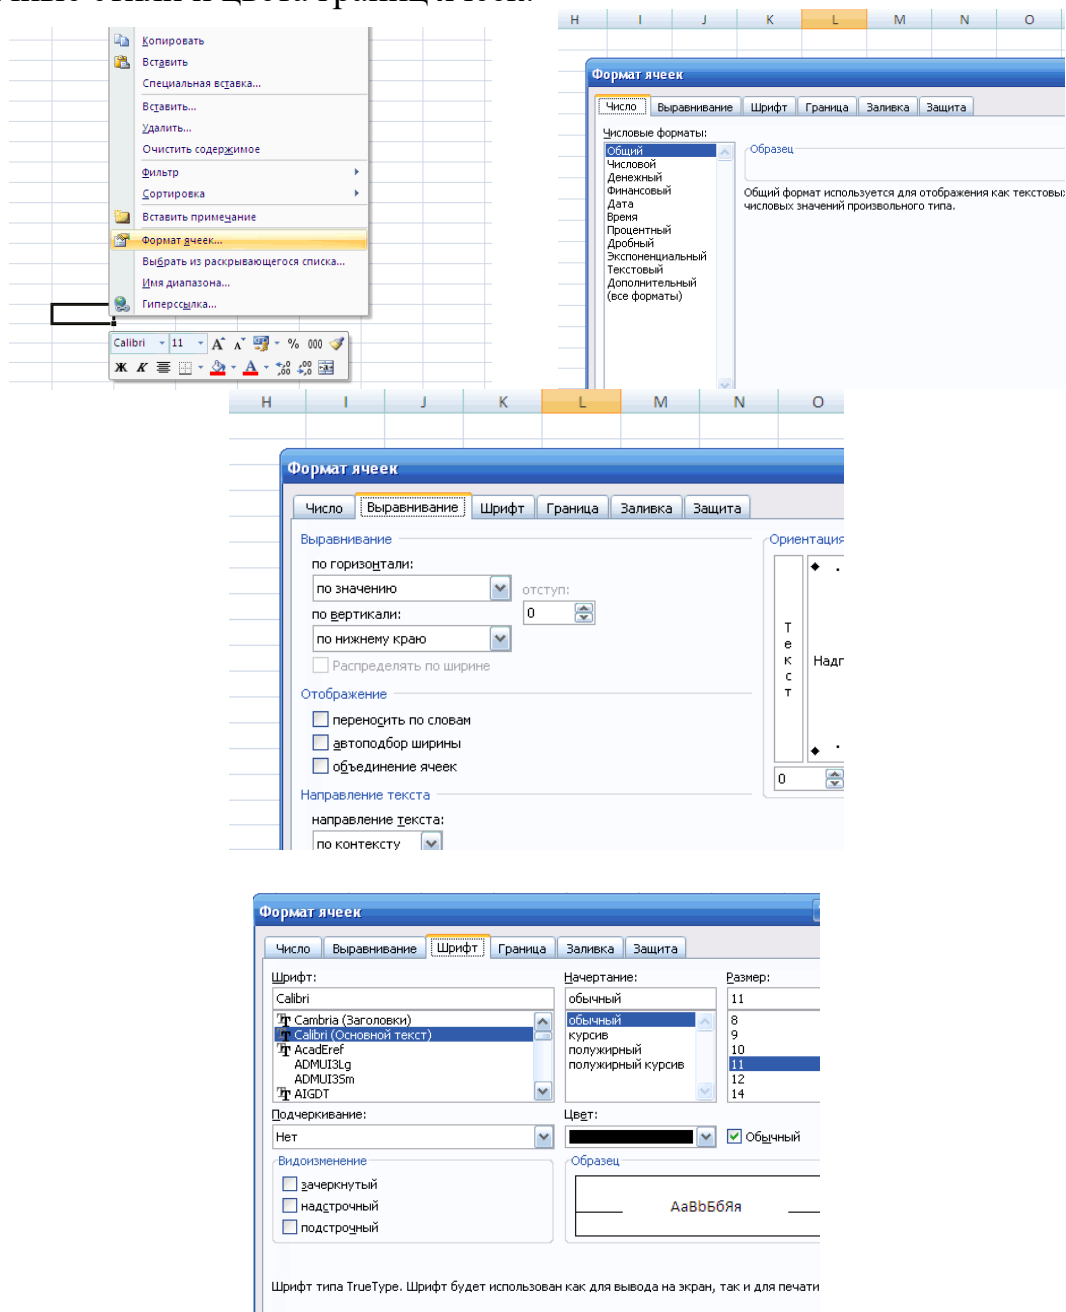 Копировать
Вставить
Специальная вставка...
Вставить...
Удалить...
Очистить содержимое
Фильтр
Сортировка
Вставить примечание
Формат ячеек...
Выбрать из раскрывающегося списка...
Имя диапазона...
Гиперссылка...
Calibri 11 А А % 000
Ж К А ,00 ,0
H I J K L M N O
Формат ячеек
Число Выравнивание Шрифт Граница Заливка Защита
Числовые форматы:
Общий
Числовой
Денежный
Финансовый
Дата
Время
Процентный
Дробный
Экспоненциальный
Текстовый
Дополнительный
(все форматы)
Образец
Общий формат используется для отображения как текстовых
числовых значений произвольного типа.
H I J K L M N O
Формат ячеек
Число Выравнивание Шрифт Граница Заливка Защита
Выравнивание
по горизонтали:
по значению
отступ:
0
по вертикали:
по нижнему краю
Распределять по ширине
Отображение
переносить по словам
автоподбор ширины
объединение ячеек
Направление текста
направление текста:
по контексту
Ориентация
Текст
0
Формат ячеек
Число Выравнивание Шрифт Граница Заливка Защита
Шрифт:
Calibri
Cambria (Заголовки)
Calibri (Основной текст)
AcadEref
ADMUI3Lg
ADMUI3Sm
AIGDT
Начертание:
обычный
обычный
курсив
полужирный
полужирный курсив
Размер:
11
8
9
10
11
12
14
Подчеркивание:
Нет
Цвет:
Обычный
Видоизменение
зачеркнутый
надстрочный
подстрочный
Образец
АаВbБбЯя
Шрифт типа TrueType. Шрифт будет использован как для вывода на экран, так и для печати